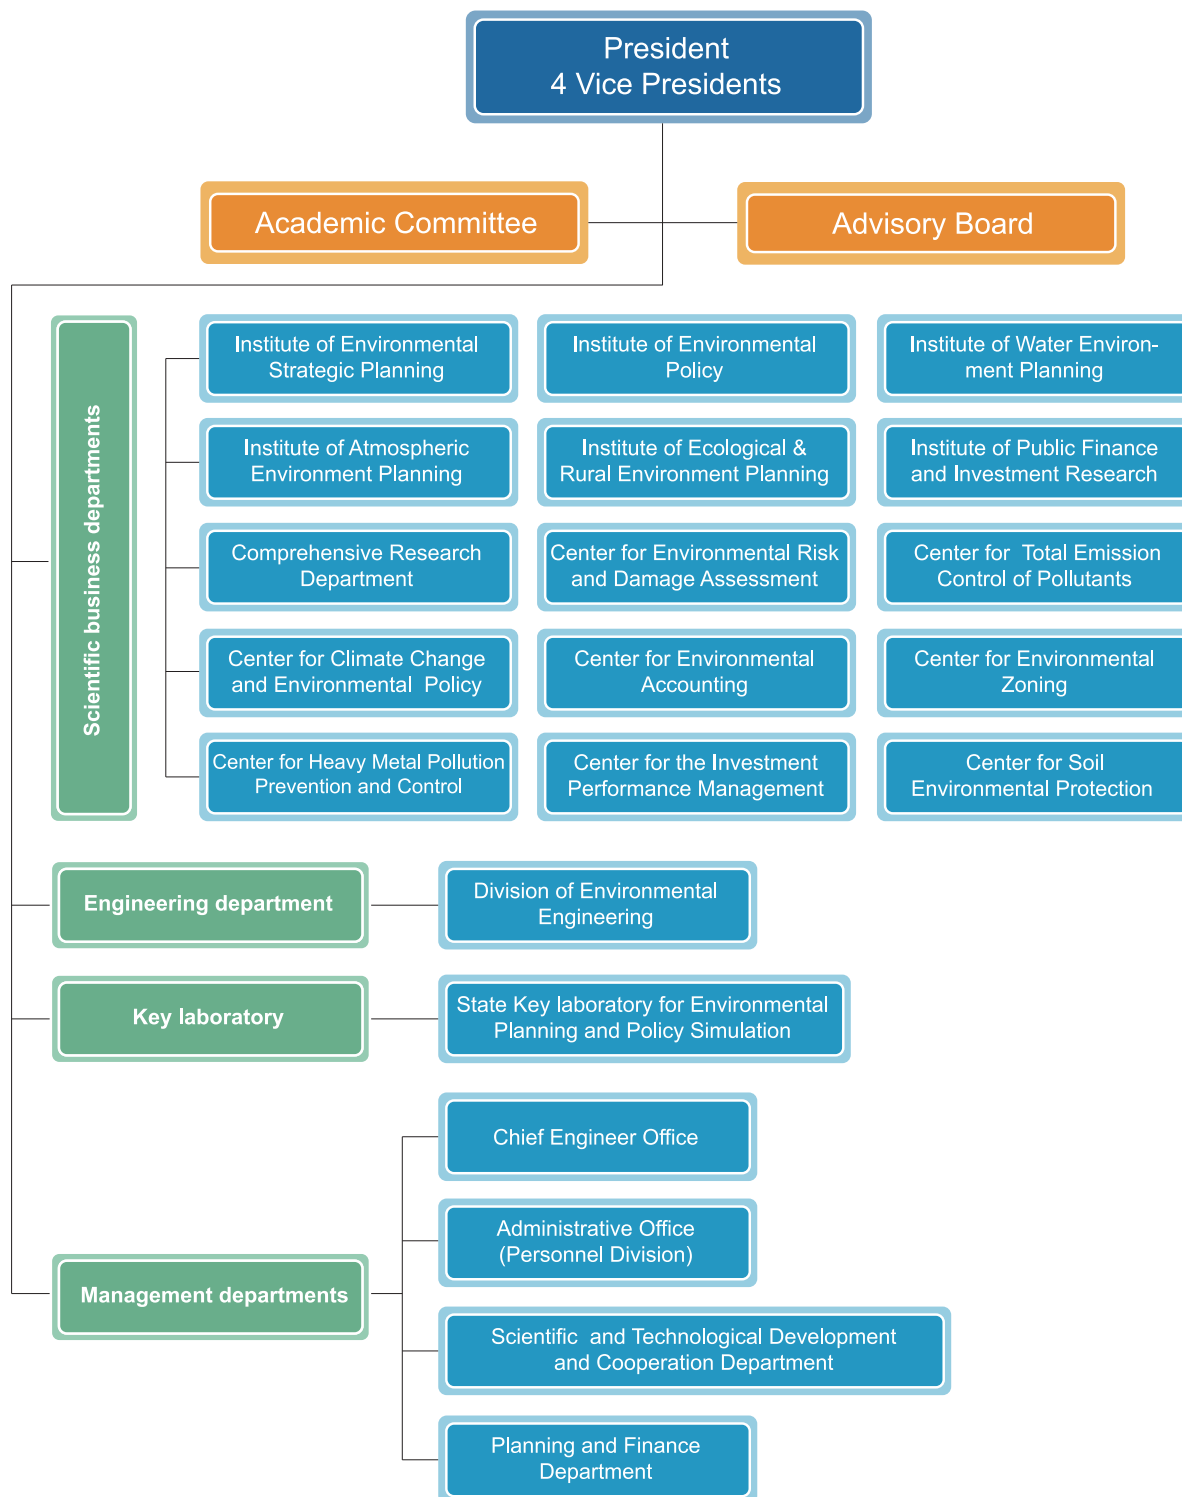 President
4 Vice Presidents
Academic Committee
Advisory Board
Scientific business departments
Institute of Environmental
Strategic Planning
Institute of Environmental
Policy
Institute of Water Environ-
ment Planning
Institute of Atmospheric
Environment Planning
Institute of Ecological &
Rural Environment Planning
Institute of Public Finance
and Investment Research
Comprehensive Research
Department
Center for Environmental Risk
and Damage Assessment
Center for Total Emission
Control of Pollutants
Center for Climate Change
and Environmental Policy
Center for Environmental
Accounting
Center for Environmental
Zoning
Center for Heavy Metal Pollution
Prevention and Control
Center for the Investment
Performance Management
Center for Soil
Environmental Protection
Engineering department
Division of Environmental
Engineering
Key laboratory
State Key laboratory for Environmental
Planning and Policy Simulation
Management departments
Chief Engineer Office
Administrative Office
(Personnel Division)
Scientific and Technological Development
and Cooperation Department
Planning and Finance
Department